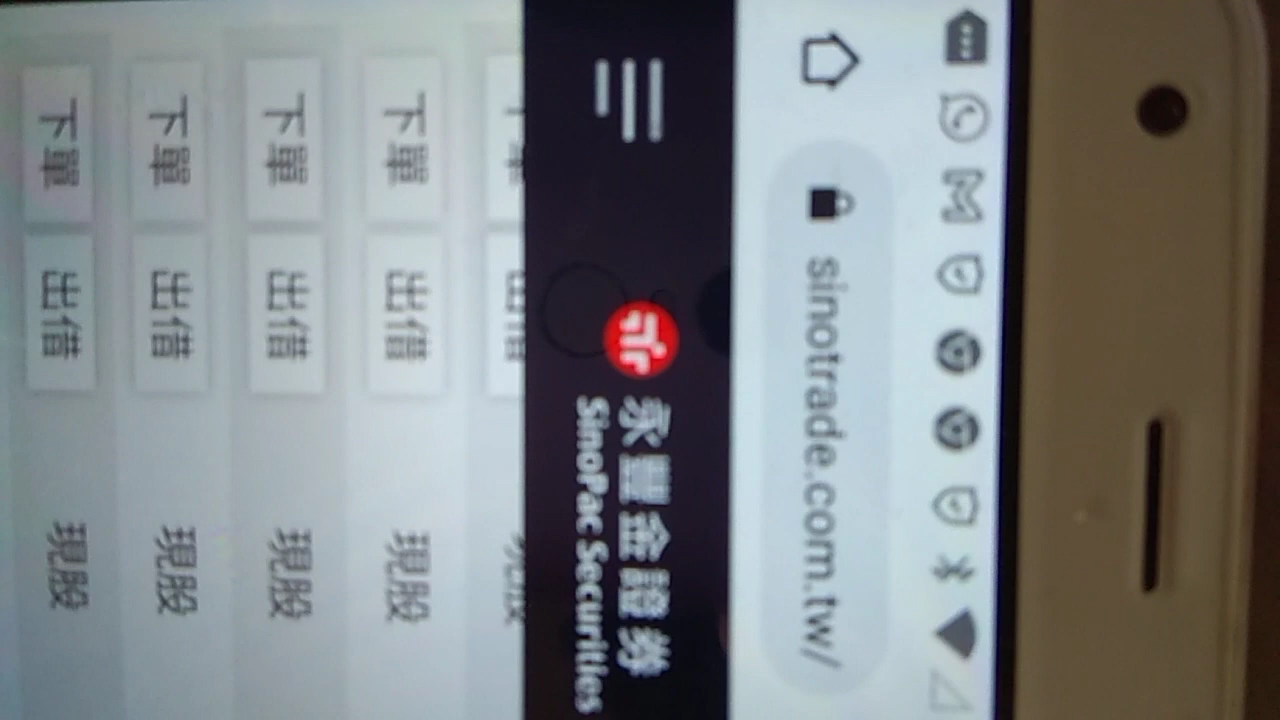 sinotrade.com.tw/
永豐金證券
SinoPac Securities
下單 出借 現股
下單 出借 現股
下單 出借 現股
下單 出借 現股